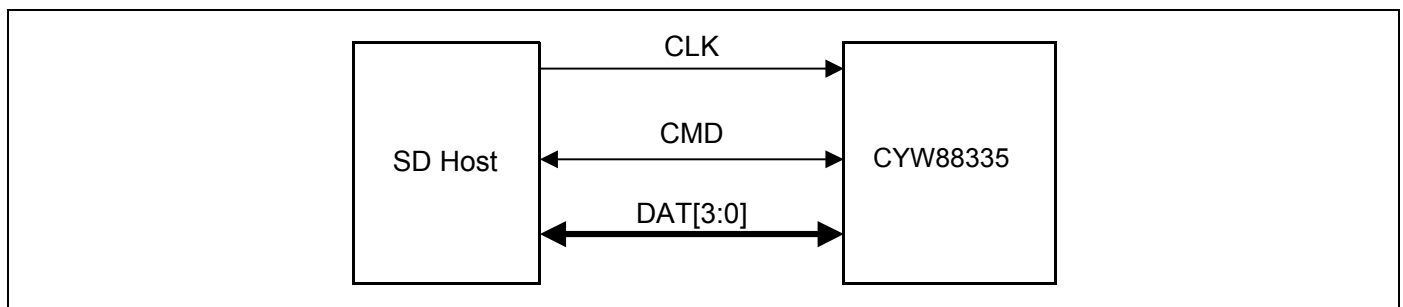 CLK
CMD
SD Host
CYW88335
DAT[3:0]